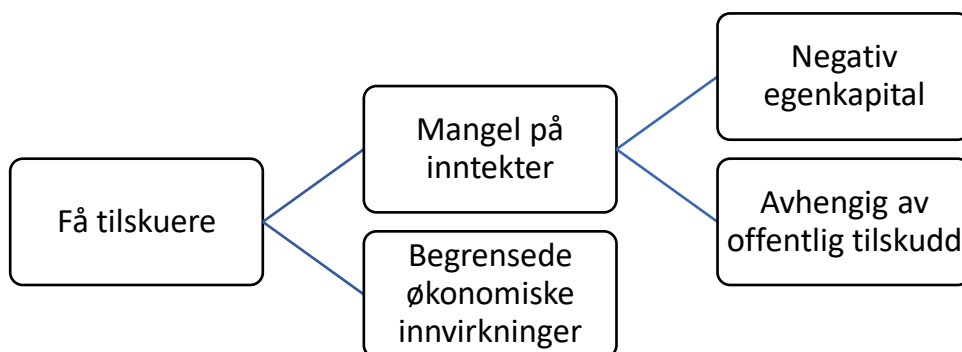 Få tilskuere
Mangel på
inntekter
Begrensede
økonomiske
innvirkninger
Negativ
egenkapital
Avhengig av
offentlig tilskudd